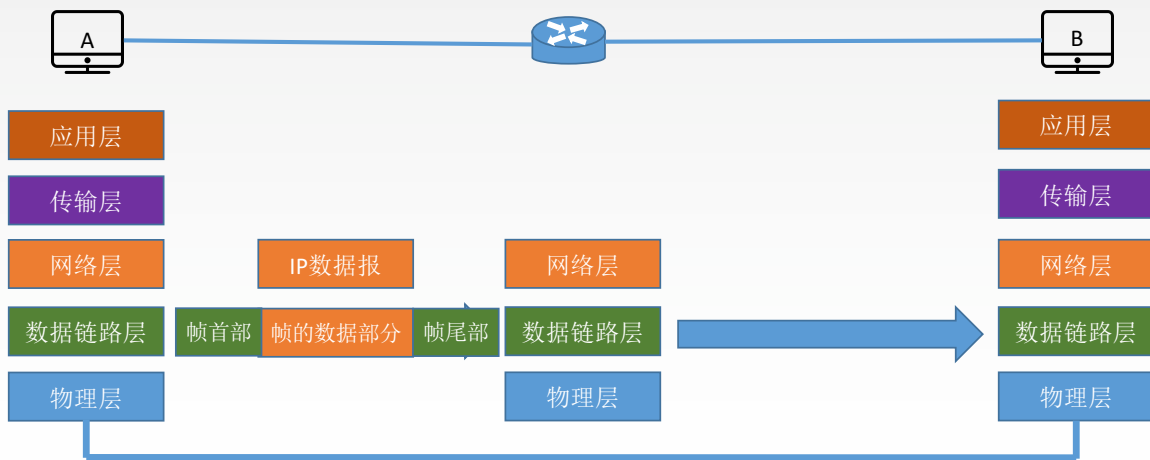 A
B
应用层
应用层
传输层
传输层
网络层
IP数据报
网络层
网络层
数据链路层
帧首部
帧的数据部分
帧尾部
数据链路层
数据链路层
物理层
物理层
物理层